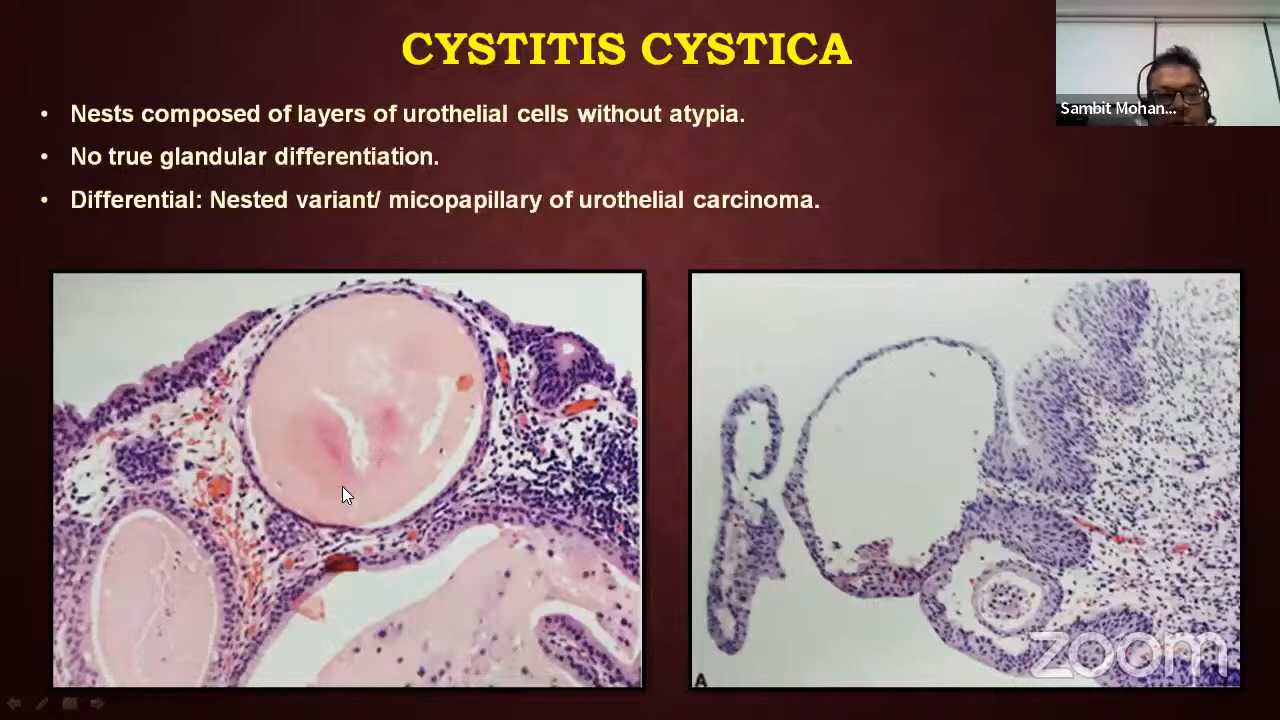 CYSTITIS CYSTICA
Sambit Mohan...
• Nests composed of layers of urothelial cells without atypia.
• No true glandular differentiation.
• Differential: Nested variant/ micopapillary of urothelial carcinoma.
A
zoom